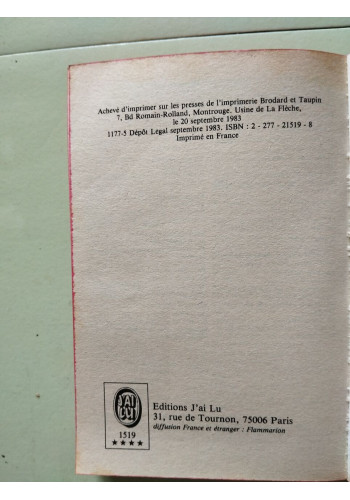 Achevé d'imprimer sur les presses de l'imprimerie Brodard et Taupin
7, Bd Romain-Rolland, Montrouge. Usine de La Flèche,
le 20 septembre 1983
1177-5 Dépôt Légal septembre 1983. ISBN : 2 - 277 - 21519 - 8
Imprimé en France
J'AI
LU
1519
★★★★
Editions J'ai Lu
31, rue de Tournon, 75006 Paris
diffusion France et étranger : Flammarion